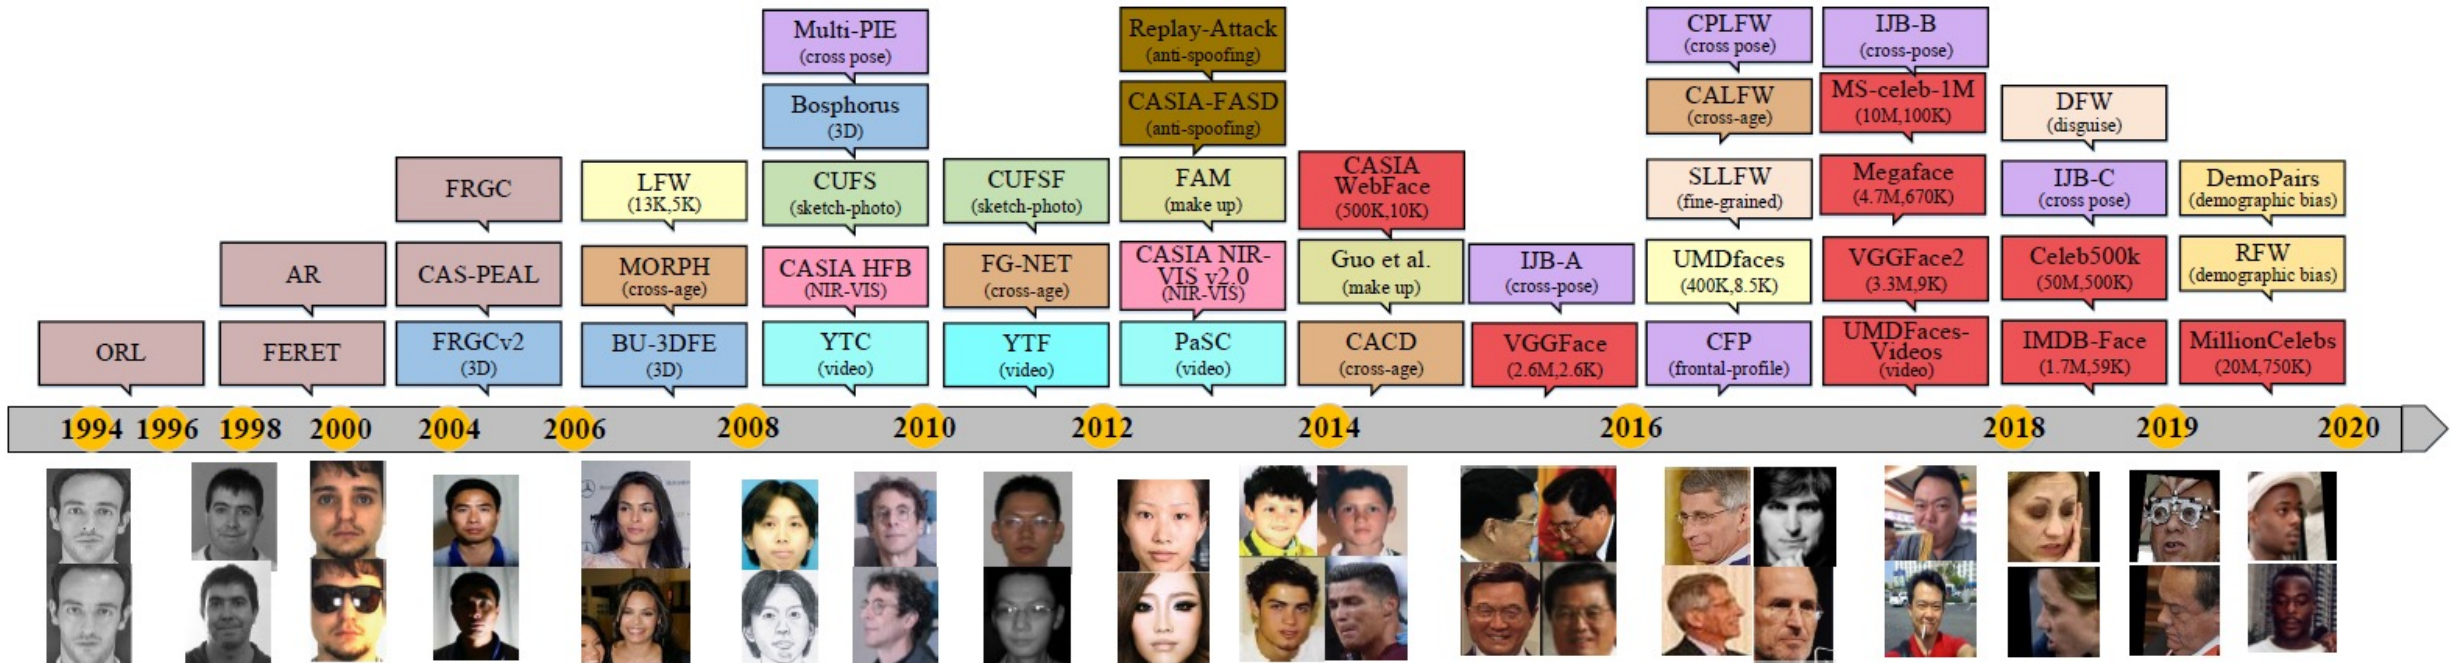 Multi-PIE
(cross pose)
Replay-Attack
(anti-spoofing)
CPLFW
(cross pose)
IJB-B
(cross-pose)
Bosphorus
(3D)
CASIA-FASD
(anti-spoofing)
CALFW
(cross-age)
MS-celeb-1M
(10M,100K)
DFW
(disguise)
FRGC
LFW
(13K,5K)
CUFS
(sketch-photo)
CUFSF
(sketch-photo)
FAM
(make up)
CASIA
WebFace
(500K,10K)
SLLFW
(fine-grained)
Megaface
(4.7M,670K)
IJB-C
(cross pose)
DemoPairs
(demographic bias)
AR
CAS-PEAL
MORPH
(cross-age)
CASIA HFB
(NIR-VIS)
FG-NET
(cross-age)
CASIA NIR-
VIS v2.0
(NIR-VIS)
Guo et al.
(make up)
IJB-A
(cross-pose)
UMDfaces
(400K,8.5K)
VGGFace2
(3.3M,9K)
Celeb500k
(50M,500K)
RFW
(demographic bias)
ORL
FERET
FRGCv2
(3D)
BU-3DFE
(3D)
YTC
(video)
YTF
(video)
PaSC
(video)
CACD
(cross-age)
VGGFace
(2.6M,2.6K)
CFP
(frontal-profile)
UMDFaces-
Videos
(video)
IMDB-Face
(1.7M,59K)
MillionCelebs
(20M,750K)
1994 1996 1998 2000 2004 2006 2008 2010 2012 2014 2016 2018 2019 2020